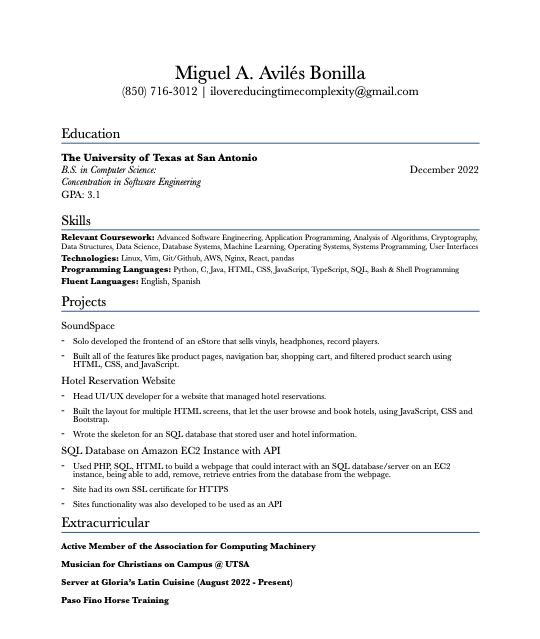 Miguel A. Avilés Bonilla
(850) 716-3012 | ilovereducingtimecomplexity@gmail.com
Education
The University of Texas at San Antonio
B.S. in Computer Science: December 2022
Concentration in Software Engineering
GPA: 3.1
Skills
Relevant Coursework: Advanced Software Engineering, Application Programming, Analysis of Algorithms, Cryptography,
Data Structures, Data Science, Database Systems, Machine Learning, Operating Systems, Systems Programming, User Interfaces
Technologies: Linux, Vim, Git/Github, AWS, Nginx, React, pandas
Programming Languages: Python, C, Java, HTML, CSS, JavaScript, TypeScript, SQL, Bash & Shell Programming
Fluent Languages: English, Spanish
Projects
SoundSpace
- Solo developed the frontend of an eStore that sells vinyls, headphones, record players.
- Built all of the features like product pages, navigation bar, shopping cart, and filtered product search using
HTML, CSS, and JavaScript.
Hotel Reservation Website
- Head UI/UX developer for a website that managed hotel reservations.
- Built the layout for multiple HTML screens, that let the user browse and book hotels, using JavaScript, CSS and
Bootstrap.
- Wrote the skeleton for an SQL database that stored user and hotel information.
SQL Database on Amazon EC2 Instance with API
- Used PHP, SQL, HTML to build a webpage that could interact with an SQL database/server on an EC2
instance, being able to add, remove, retrieve entries from the database from the webpage.
- Site had its own SSL certificate for HTTPS
- Sites functionality was also developed to be used as an API
Extracurricular
Active Member of the Association for Computing Machinery
Musician for Christians on Campus @ UTSA
Server at Gloria's Latin Cuisine (August 2022 - Present)
Paso Fino Horse Training